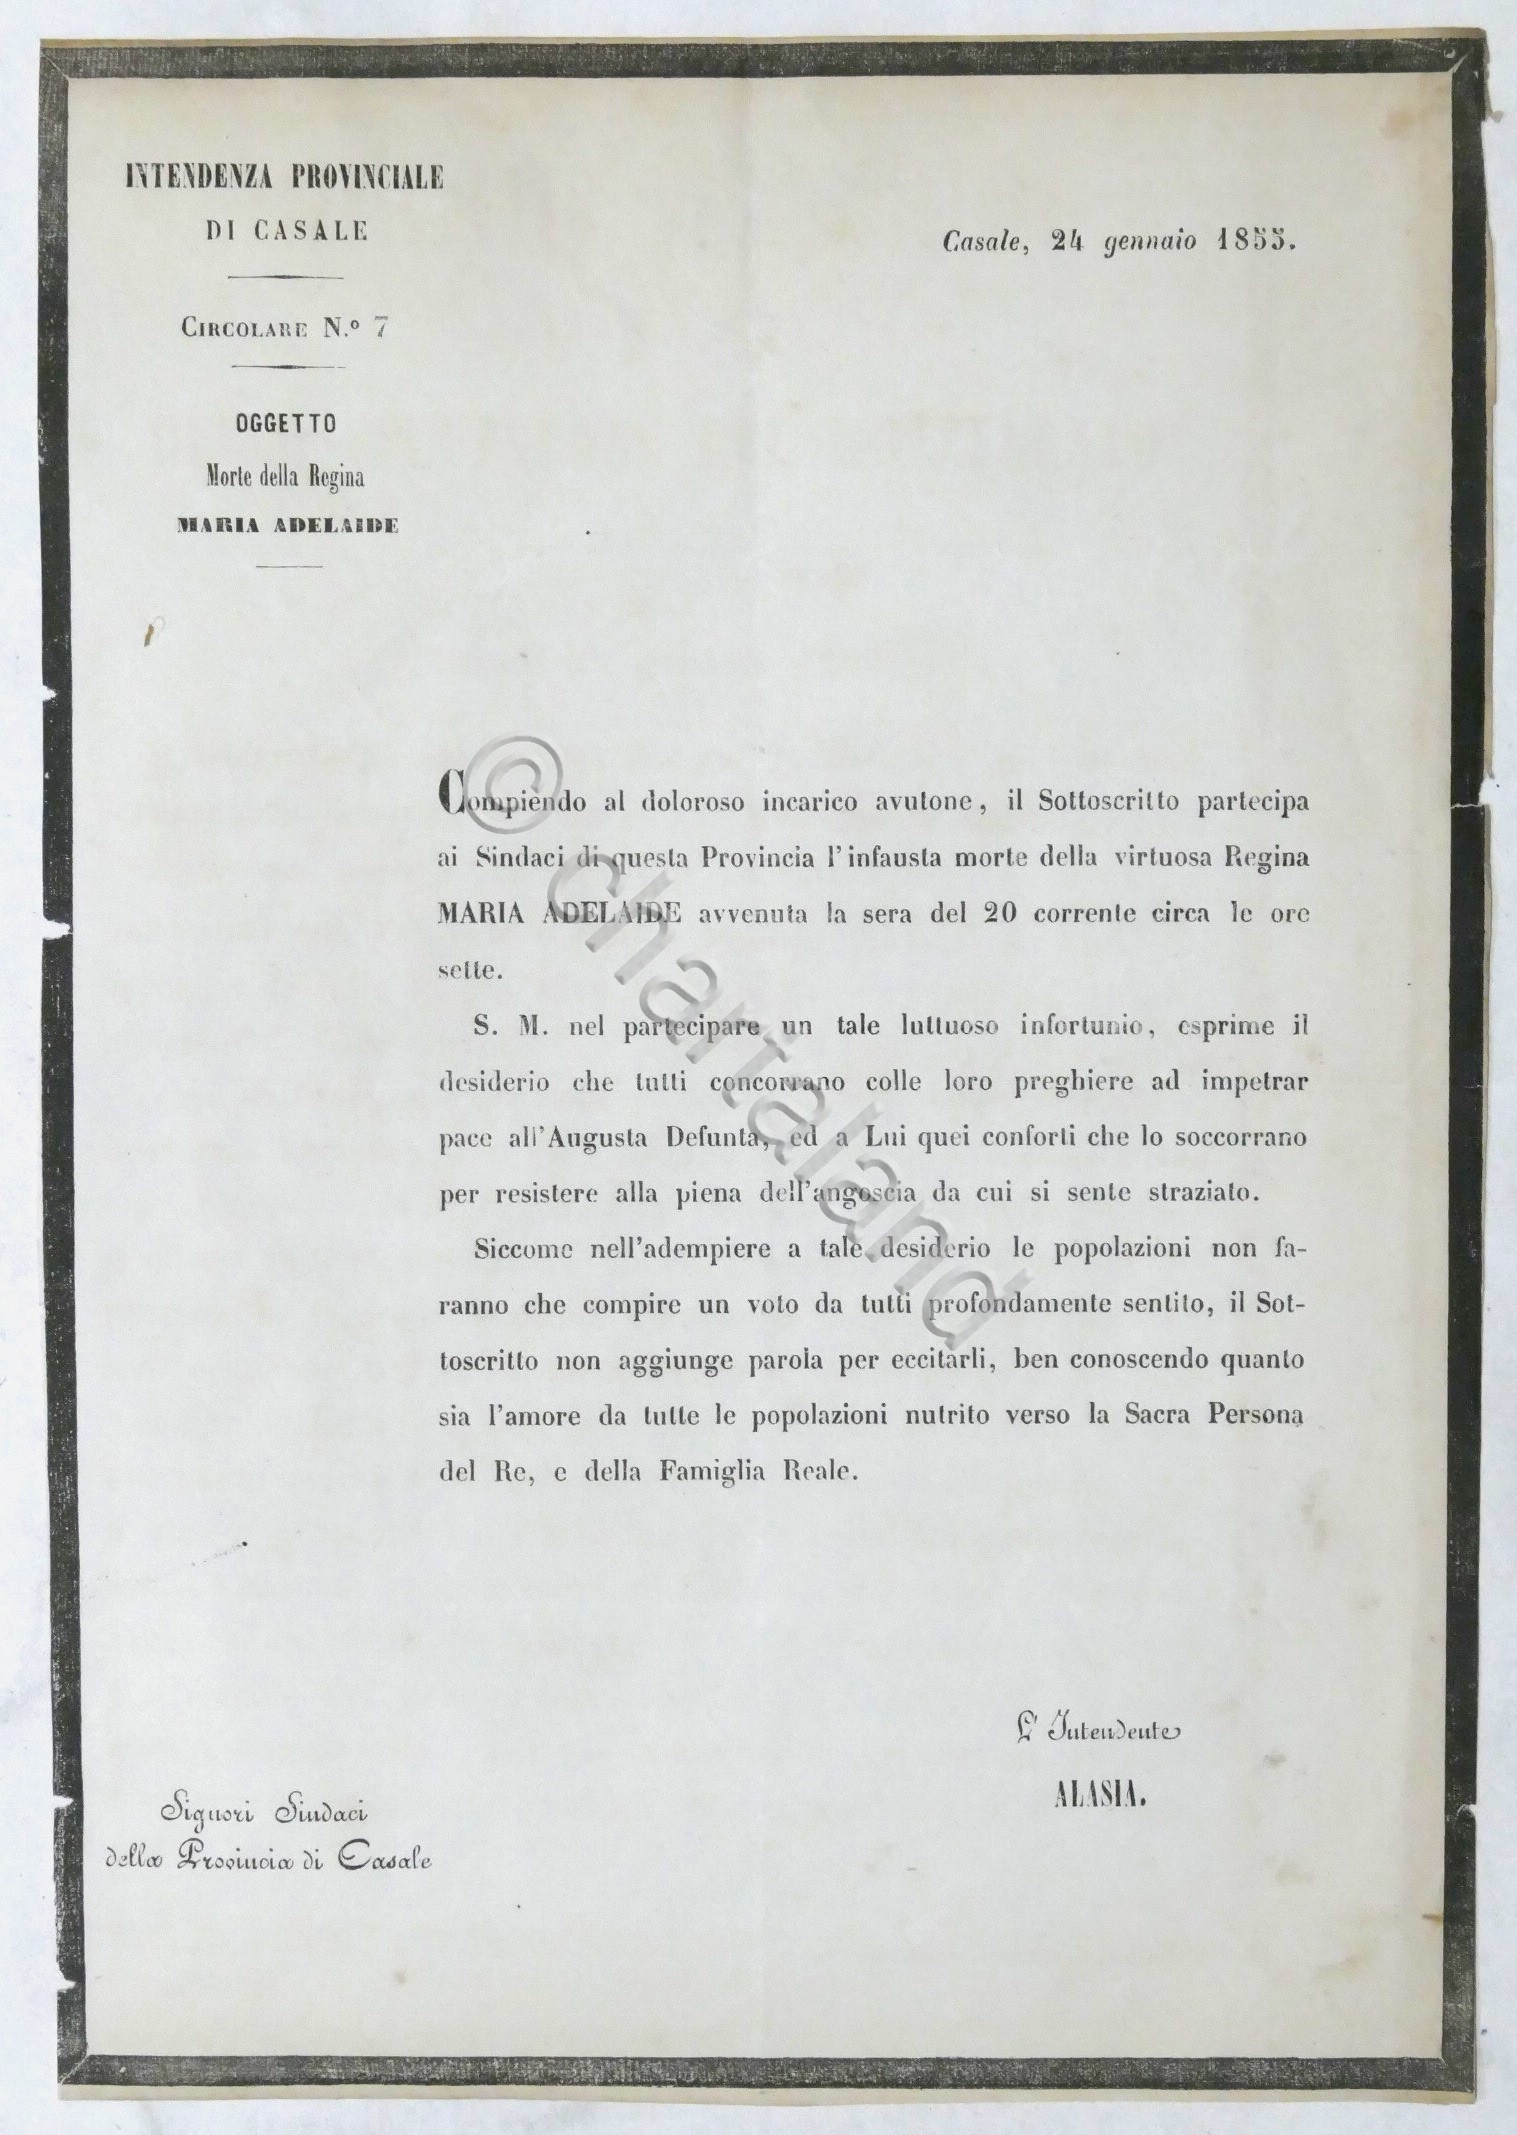 INTENDENZA PROVINCIALE
DI CASALE
Casale, 24 gennaio 1855.
CIRCOLARE N.º 7
OGGETTO
Morte della Regina
MARIA ADELAIDE
Compiendo al doloroso incarico avutone, il Sottoscritto partecipa
ai Sindaci di questa Provincia l'infausta morte della virtuosa Regina
MARIA ADELAIDE avvenuta la sera del 20 corrente circa le ore
sette.
S. M. nel partecipare un tale luttuoso infortunio, esprime il
desiderio che tutti concorrano colle loro preghiere ad impetrar
pace all'Augusta Defunta, ed a Lui quei conforti che lo soccorrano
per resistere alla piena dell'angoscia da cui si sente straziato.
Siccome nell'adempiere a tale desiderio le popolazioni non fa-
ranno che compire un voto da tutti profondamente sentito, il Sot-
toscritto non aggiunge parola per eccitarli, ben conoscendo quanto
sia l'amore da tutte le popolazioni nutrito verso la Sacra Persona
del Re, e della Famiglia Reale.
L' Intendente
ALASIA.
Signori Sindaci
della Provincia di Casale
© chartaland